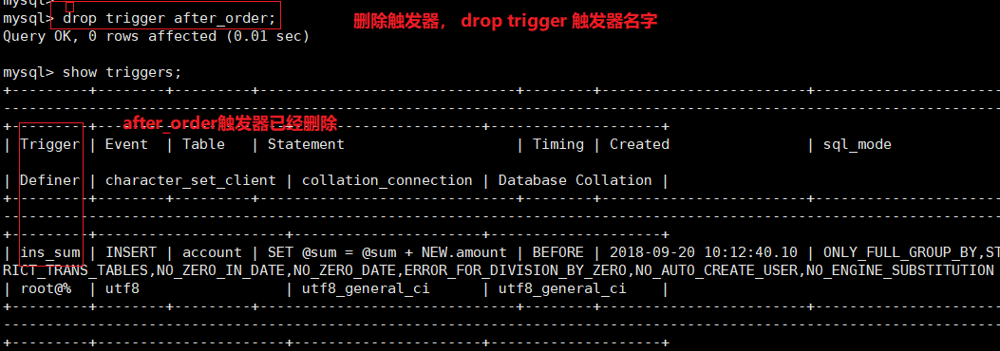 mysql>
mysql> drop trigger after_order; 删除触发器， drop trigger 触发器名字
Query OK, 0 rows affected (0.01 sec)
mysql> show triggers;
+---------+--------+---------+-------------------------------+--------+------------------------+----------------------
---------------------------------------------------------------------------------------------------------------------
+---------+----------------------+----------------------+--------------------+
after_order触发器已经删除
| Trigger | Event  | Table   | Statement                     | Timing | Created                | sql_mode
| Definer | character_set_client | collation_connection | Database Collation |
+---------+--------+---------+-------------------------------+--------+------------------------+----------------------
---------------------------------------------------------------------------------------------------------------------
+---------+----------------------+----------------------+--------------------+
| ins_sum | INSERT | account | SET @sum = @sum + NEW.amount | BEFORE | 2018-09-20 10:12:40.10 | ONLY_FULL_GROUP_BY,ST
RICT_TRANS_TABLES,NO_ZERO_IN_DATE,NO_ZERO_DATE,ERROR_FOR_DIVISION_BY_ZERO,NO_AUTO_CREATE_USER,NO_ENGINE_SUBSTITUTION
| root@%  | utf8                 | utf8_general_ci      | utf8_general_ci    |
+---------+--------+---------+-------------------------------+--------+------------------------+----------------------
---------------------------------------------------------------------------------------------------------------------
+---------+----------------------+----------------------+--------------------+